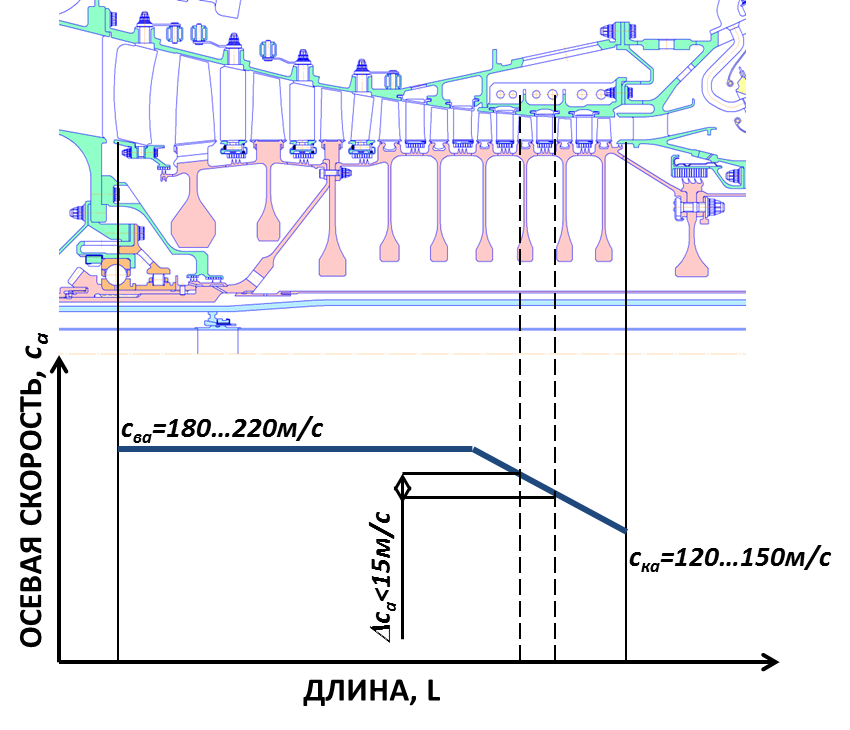 ОСЕВАЯ СКОРОСТЬ, cа
cва=180...220м/с
Δcа<15м/с
cка=120...150м/с
ДЛИНА, L